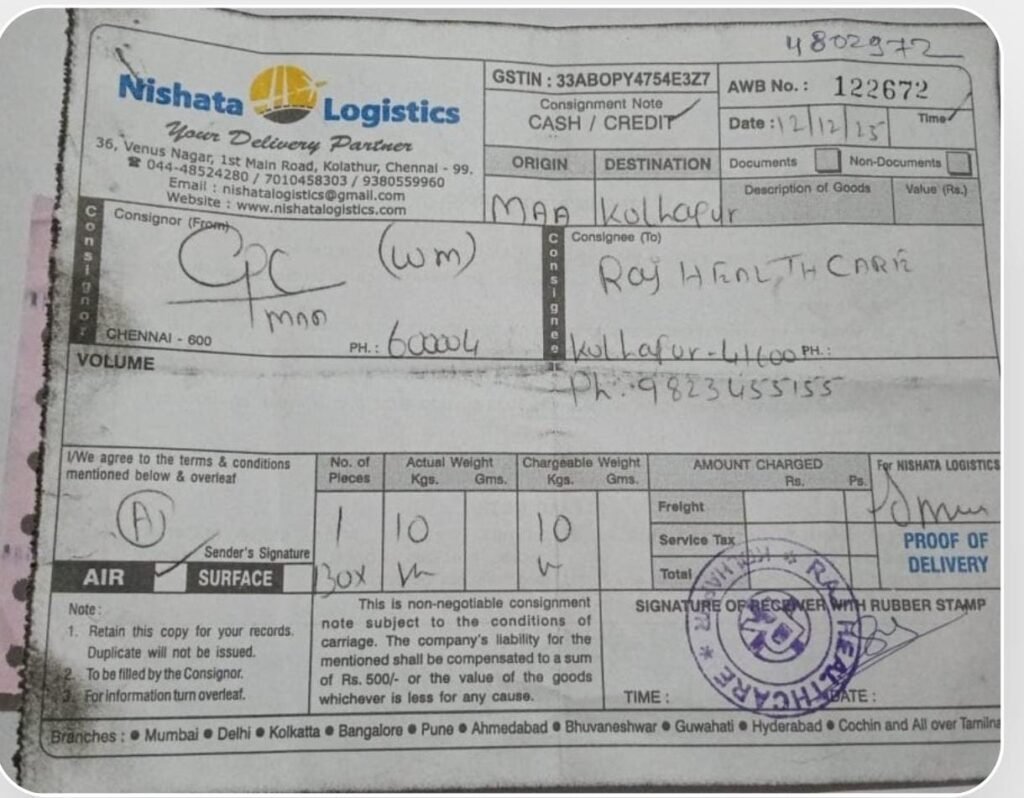 4802972
Nishata Logistics
Your Delivery Partner
36, Venus Nagar, 1st Main Road, Kolathur, Chennai - 99.
☎ 044-48524280 / 7010458303 / 9380559960
Email : nishatalogistics@gmail.com
Website : www.nishatalogistics.com
GSTIN : 33ABOPY4754E3Z7
Consignment Note
CASH / CREDIT
AWB No. : 122672
Date : 12/12/25 Time
ORIGIN DESTINATION
MAA Kolhapur
Documents Non-Documents
Description of Goods Value (Rs.)
Consignor
Consignor (From)
CPC (WM)
MAA
CHENNAI - 600 PH. : 600004
Consignee
Consignee (To)
Raj HEALTHCARE
Kolhapur - 41600 PH. :
Ph: 9823455155
VOLUME
I/We agree to the terms & conditions
mentioned below & overleaf
Sender's Signature
AIR SURFACE
No. of Pieces Actual Weight Kgs. Gms. Chargeable Weight Kgs. Gms.
1 10 10
Box
AMOUNT CHARGED
Rs. Ps.
Freight
Service Tax
Total
For NISHATA LOGISTICS
PROOF OF
DELIVERY
Note :
1. Retain this copy for your records.
Duplicate will not be issued.
2. To be filled by the Consignor.
3. For information turn overleaf.
This is non-negotiable consignment
note subject to the conditions of
carriage. The company's liability for the
mentioned shall be compensated to a sum
of Rs. 500/- or the value of the goods
whichever is less for any cause.
SIGNATURE OF RECEIVER WITH RUBBER STAMP
RAJ HEALTHCARE
TIME : DATE :
Branches : ● Mumbai ● Delhi ● Kolkatta ● Bangalore ● Pune ● Ahmedabad ● Bhuvaneshwar ● Guwahati ● Hyderabad ● Cochin and All over Tamilna